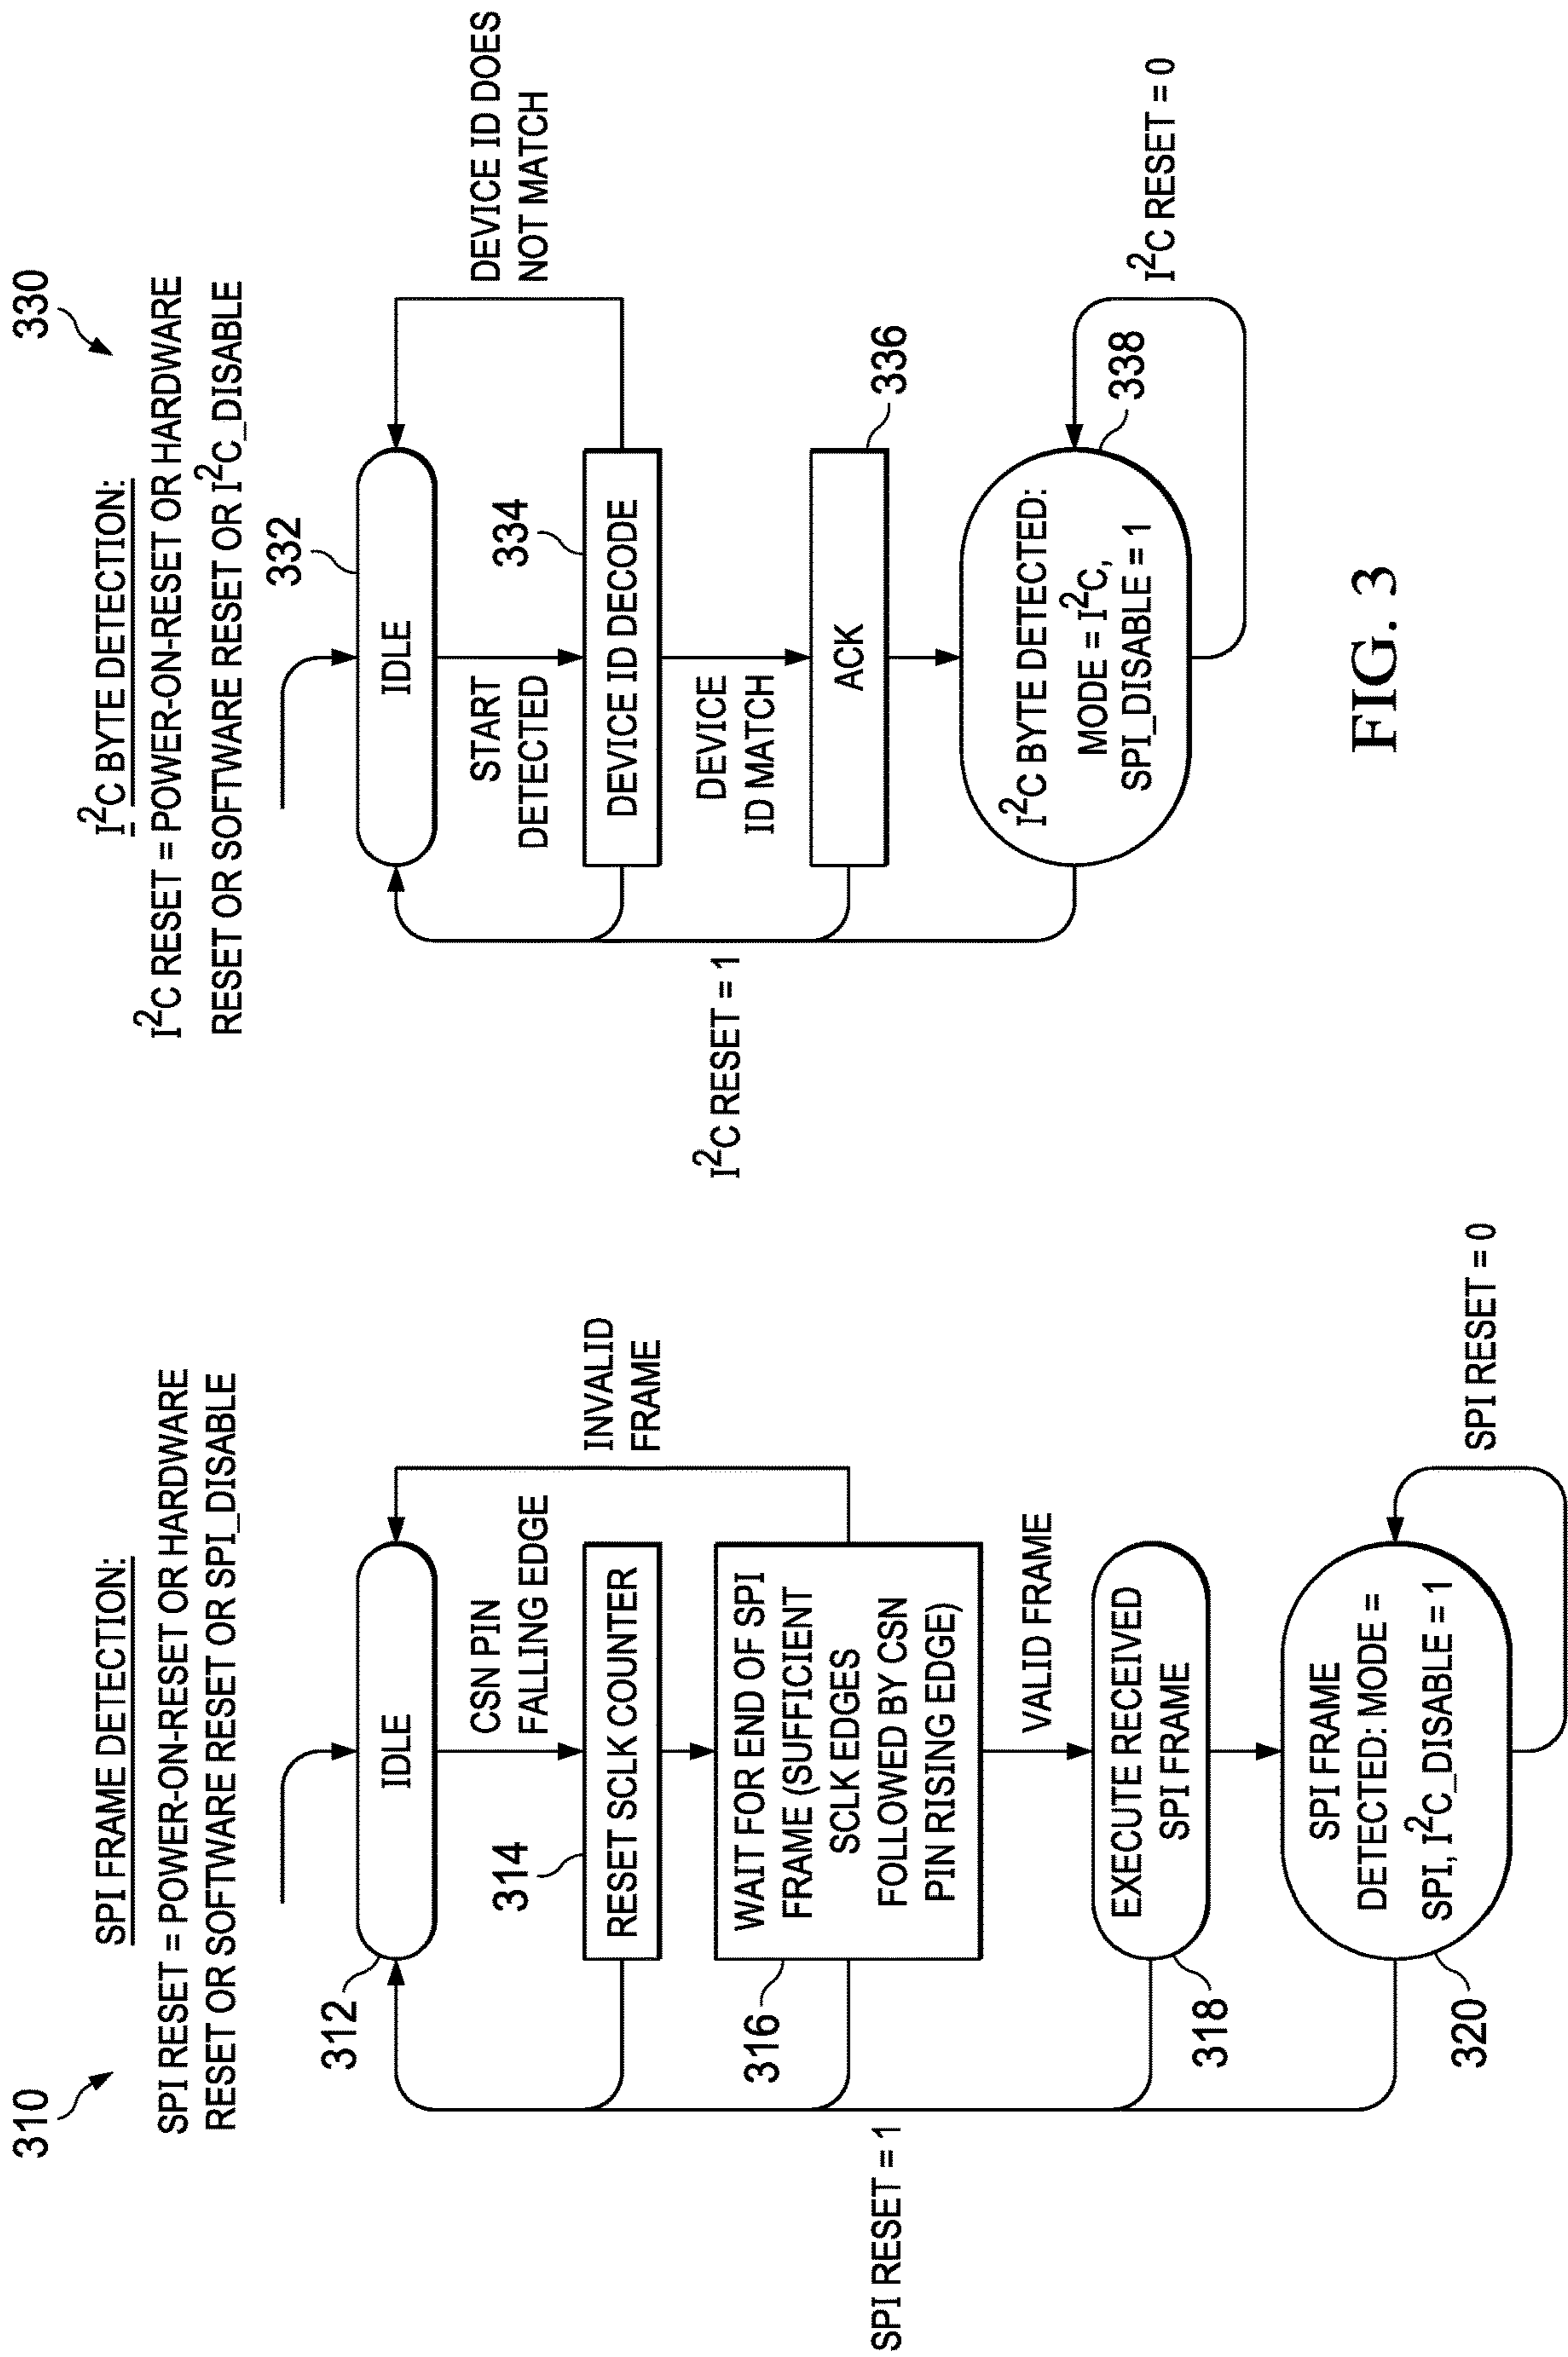 310
SPI FRAME DETECTION:
SPI RESET = POWER-ON-RESET OR HARDWARE
RESET OR SOFTWARE RESET OR SPI_DISABLE
312
IDLE
CSN PIN
FALLING EDGE
INVALID
FRAME
314
RESET SCLK COUNTER
316
WAIT FOR END OF SPI
FRAME (SUFFICIENT
SCLK EDGES
FOLLOWED BY CSN
PIN RISING EDGE)
SPI RESET = 1
VALID FRAME
318
EXECUTE RECEIVED
SPI FRAME
320
SPI FRAME
DETECTED: MODE =
SPI, I²C_DISABLE = 1
SPI RESET = 0
330
I²C BYTE DETECTION:
I²C RESET = POWER-ON-RESET OR HARDWARE
RESET OR SOFTWARE RESET OR I²C_DISABLE
332
IDLE
START
DETECTED
DEVICE ID DOES
NOT MATCH
334
DEVICE ID DECODE
I²C RESET = 1
DEVICE
ID MATCH
336
ACK
338
I²C BYTE DETECTED:
MODE = I²C,
SPI_DISABLE = 1
I²C RESET = 0
FIG. 3